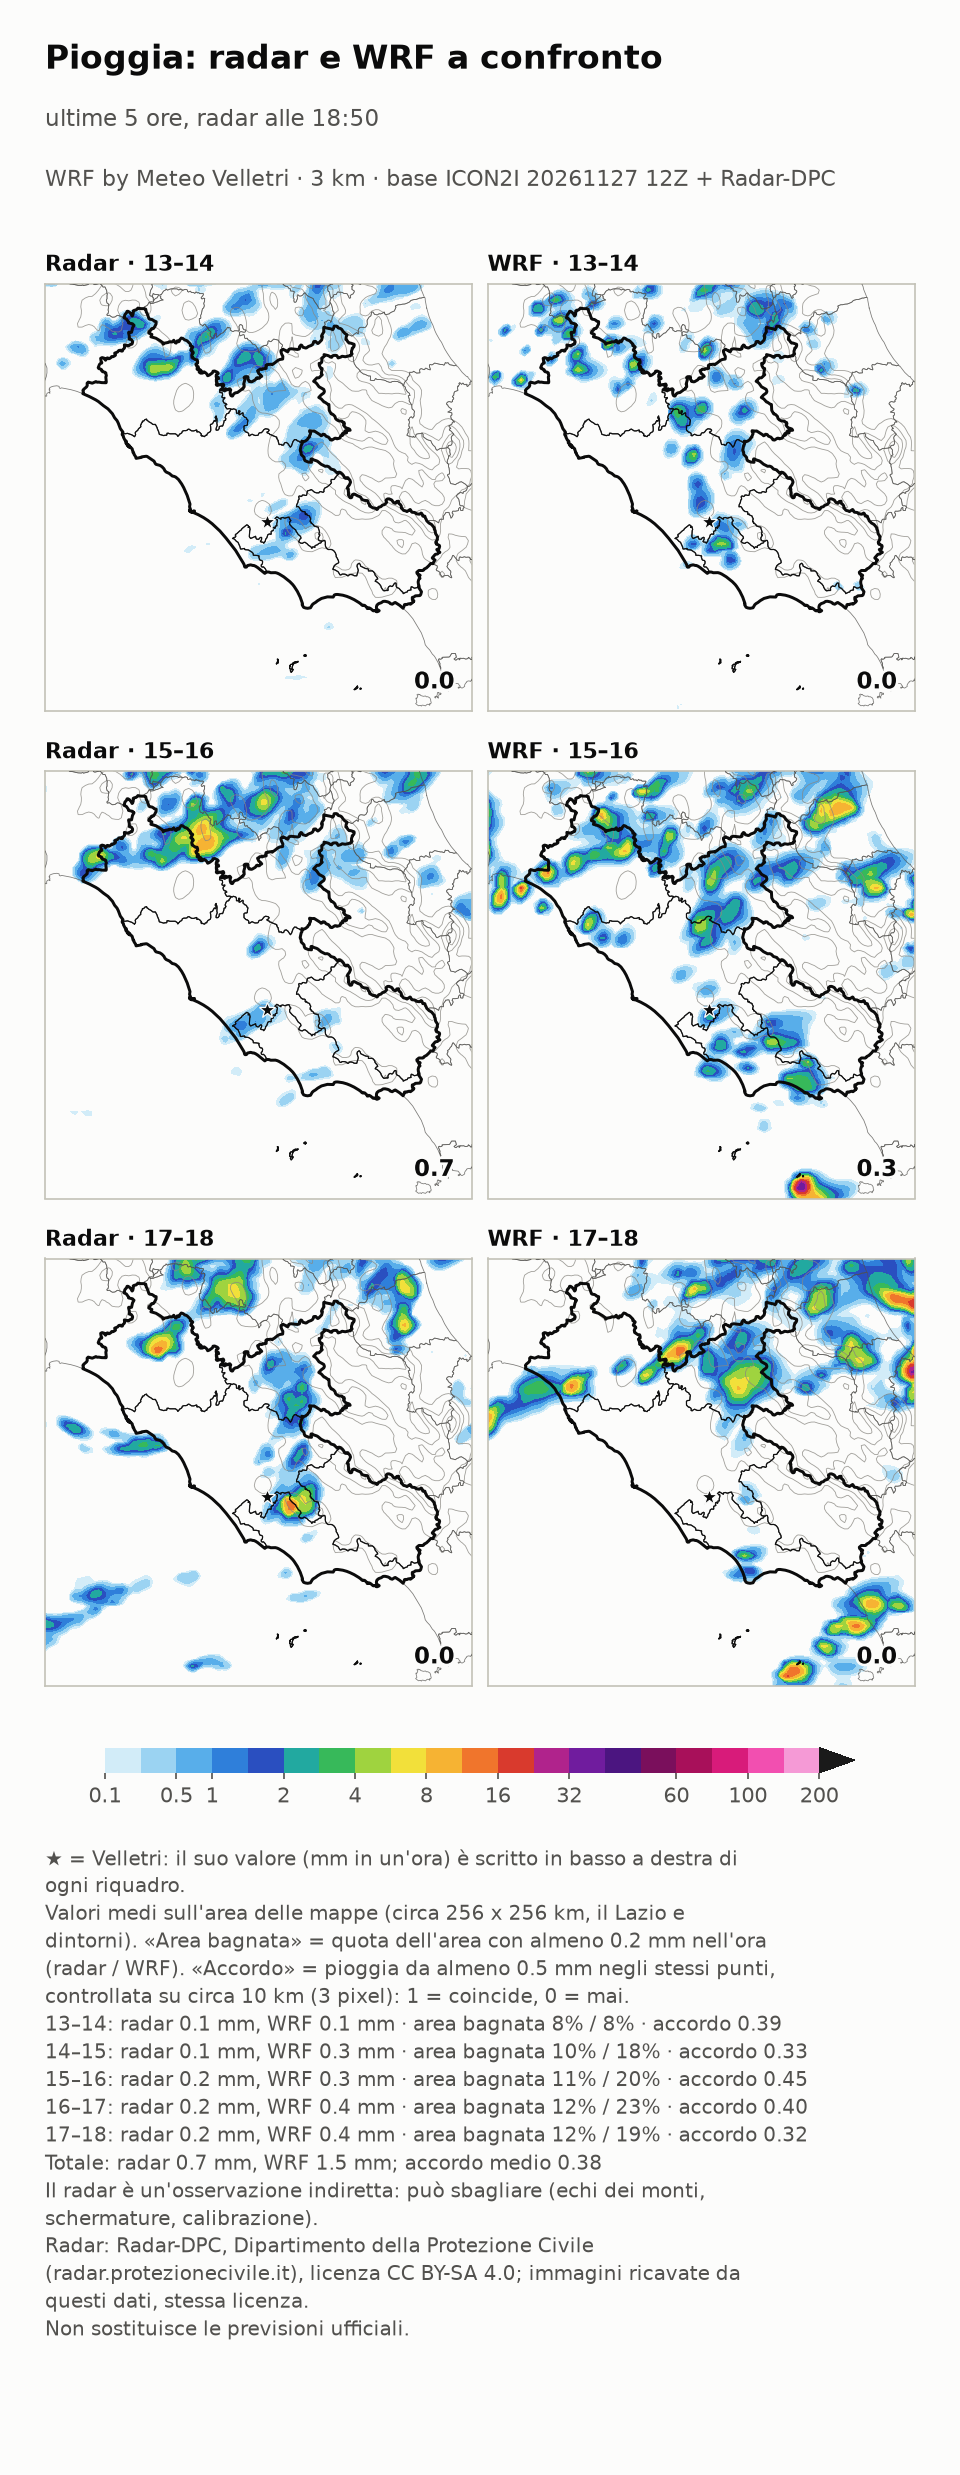 Pioggia: radar e WRF a confronto
ultime 5 ore, radar alle 18:50
WRF by Meteo Velletri · 3 km · base ICON2I 20261127 12Z + Radar-DPC
Radar · 13–14
WRF · 13–14
0.0
0.0
Radar · 15–16
WRF · 15–16
0.7
0.3
Radar · 17–18
WRF · 17–18
0.0
0.0
0.1 0.5 1 2 4 8 16 32 60 100 200
★ = Velletri: il suo valore (mm in un'ora) è scritto in basso a destra di
ogni riquadro.
Valori medi sull'area delle mappe (circa 256 x 256 km, il Lazio e
dintorni). «Area bagnata» = quota dell'area con almeno 0.2 mm nell'ora
(radar / WRF). «Accordo» = pioggia da almeno 0.5 mm negli stessi punti,
controllata su circa 10 km (3 pixel): 1 = coincide, 0 = mai.
13–14: radar 0.1 mm, WRF 0.1 mm · area bagnata 8% / 8% · accordo 0.39
14–15: radar 0.1 mm, WRF 0.3 mm · area bagnata 10% / 18% · accordo 0.33
15–16: radar 0.2 mm, WRF 0.3 mm · area bagnata 11% / 20% · accordo 0.45
16–17: radar 0.2 mm, WRF 0.4 mm · area bagnata 12% / 23% · accordo 0.40
17–18: radar 0.2 mm, WRF 0.4 mm · area bagnata 12% / 19% · accordo 0.32
Totale: radar 0.7 mm, WRF 1.5 mm; accordo medio 0.38
Il radar è un'osservazione indiretta: può sbagliare (echi dei monti,
schermature, calibrazione).
Radar: Radar-DPC, Dipartimento della Protezione Civile
(radar.protezionecivile.it), licenza CC BY-SA 4.0; immagini ricavate da
questi dati, stessa licenza.
Non sostituisce le previsioni ufficiali.